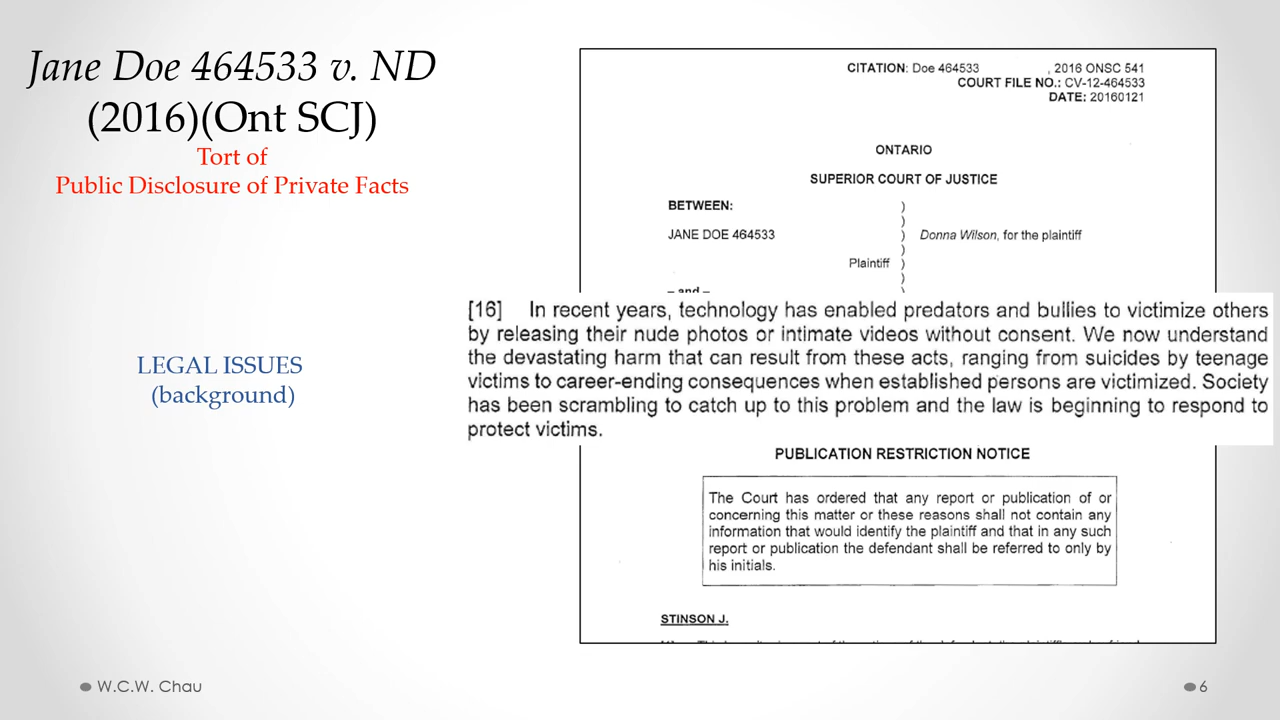 Jane Doe 464533 v. ND
(2016)(Ont SCJ)
Tort of
Public Disclosure of Private Facts
LEGAL ISSUES
(background)
CITATION: Doe 464533 , 2016 ONSC 541
COURT FILE NO.: CV-12-464533
DATE: 20160121
ONTARIO
SUPERIOR COURT OF JUSTICE
BETWEEN:
JANE DOE 464533
Plaintiff
– and –
)
)
) Donna Wilson, for the plaintiff
)
)
)
)
[16] In recent years, technology has enabled predators and bullies to victimize others
by releasing their nude photos or intimate videos without consent. We now understand
the devastating harm that can result from these acts, ranging from suicides by teenage
victims to career-ending consequences when established persons are victimized. Society
has been scrambling to catch up to this problem and the law is beginning to respond to
protect victims.
PUBLICATION RESTRICTION NOTICE
The Court has ordered that any report or publication of or
concerning this matter or these reasons shall not contain any
information that would identify the plaintiff and that in any such
report or publication the defendant shall be referred to only by
his initials.
STINSON J.
W.C.W. Chau
6